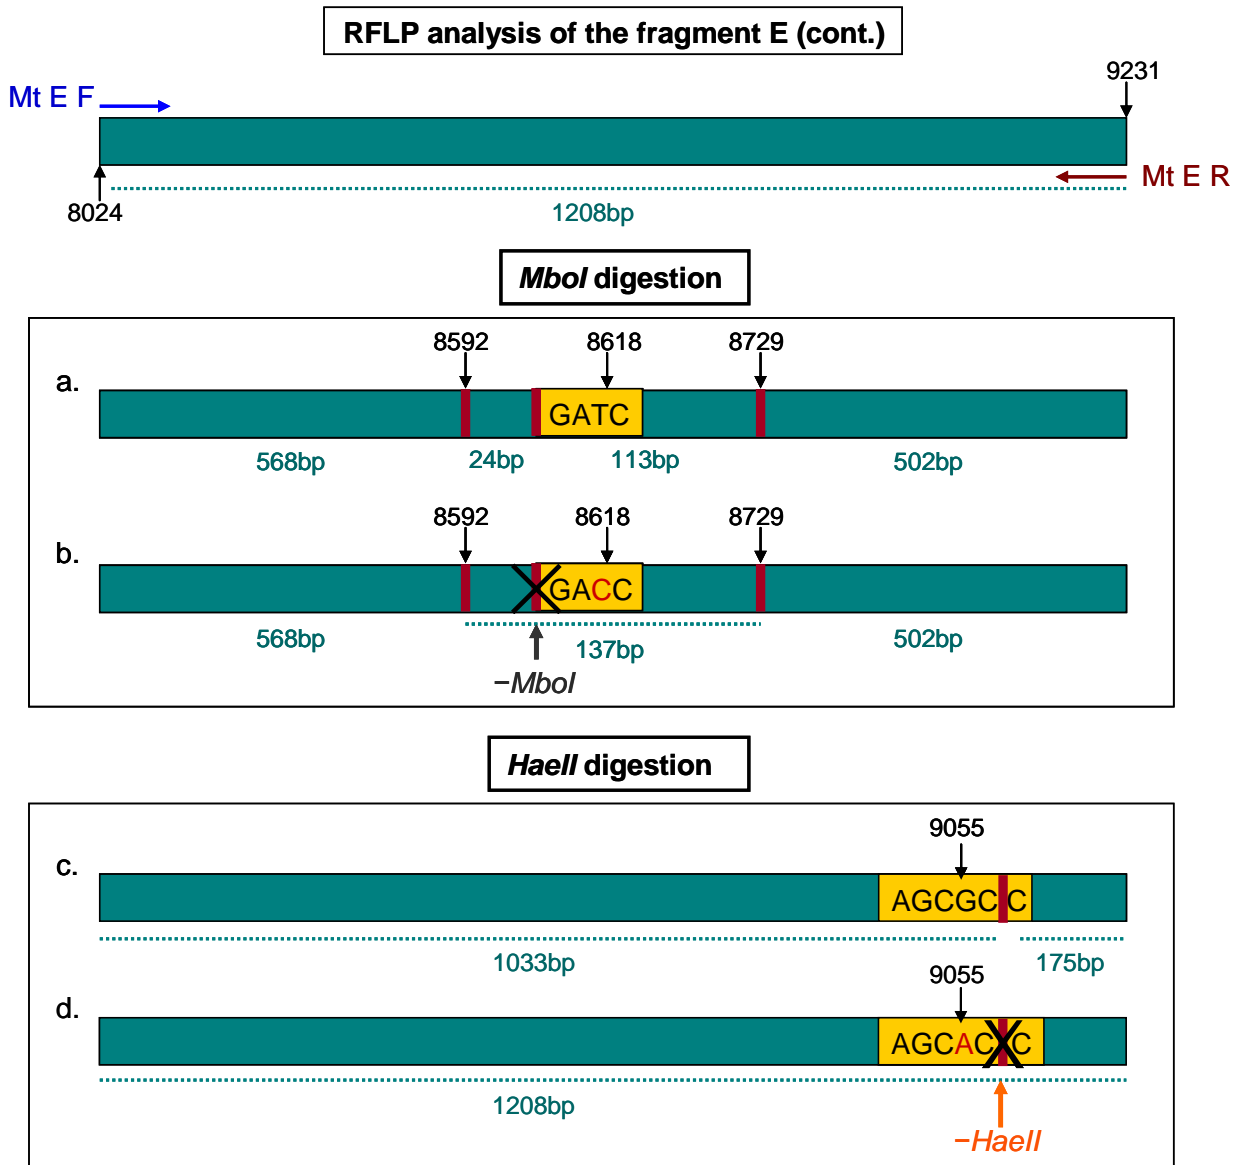 RFLP analysis of the fragment E (cont.)
9231
Mt E F
Mt E R
8024
1208bp
MboI digestion
8592 8618 8729
a.
GATC
568bp 24bp 113bp 502bp
8592 8618 8729
b.
GACC
568bp 137bp 502bp
−MboI
HaeII digestion
9055
c.
AGCGC C
1033bp 175bp
9055
d.
AGCAC C
1208bp
−HaeII